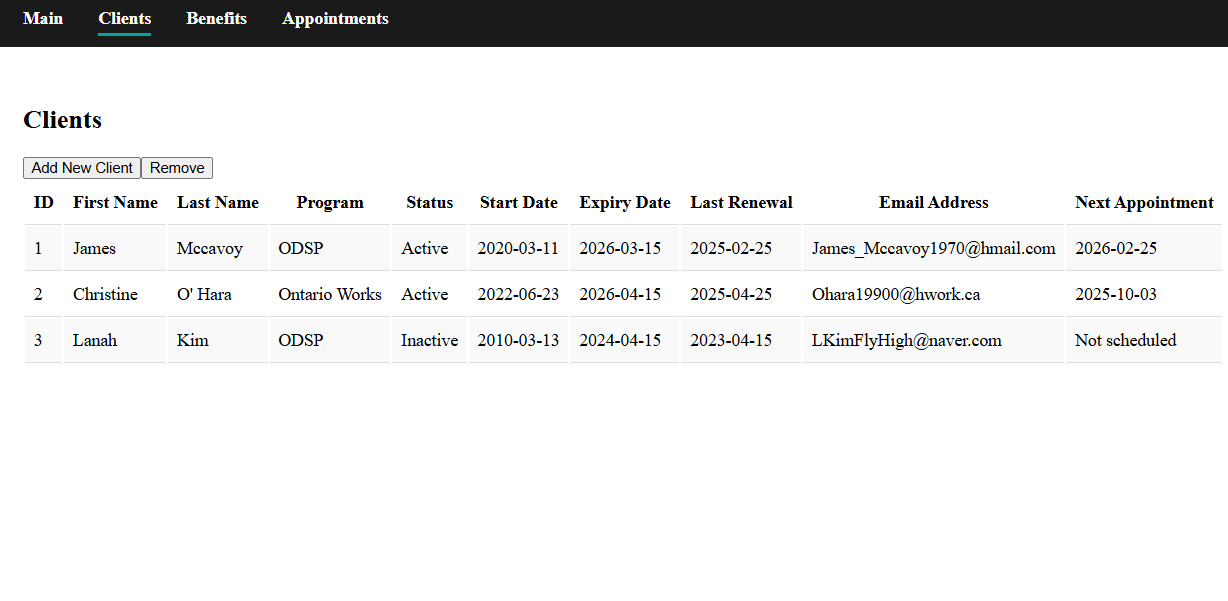 Main Clients Benefits Appointments
Clients
Add New Client Remove
ID First Name Last Name Program Status Start Date Expiry Date Last Renewal Email Address Next Appointment
1 James Mccavoy ODSP Active 2020-03-11 2026-03-15 2025-02-25 James_Mccavoy1970@hmail.com 2026-02-25
2 Christine O' Hara Ontario Works Active 2022-06-23 2026-04-15 2025-04-25 Ohara19900@hwork.ca 2025-10-03
3 Lanah Kim ODSP Inactive 2010-03-13 2024-04-15 2023-04-15 LKimFlyHigh@naver.com Not scheduled